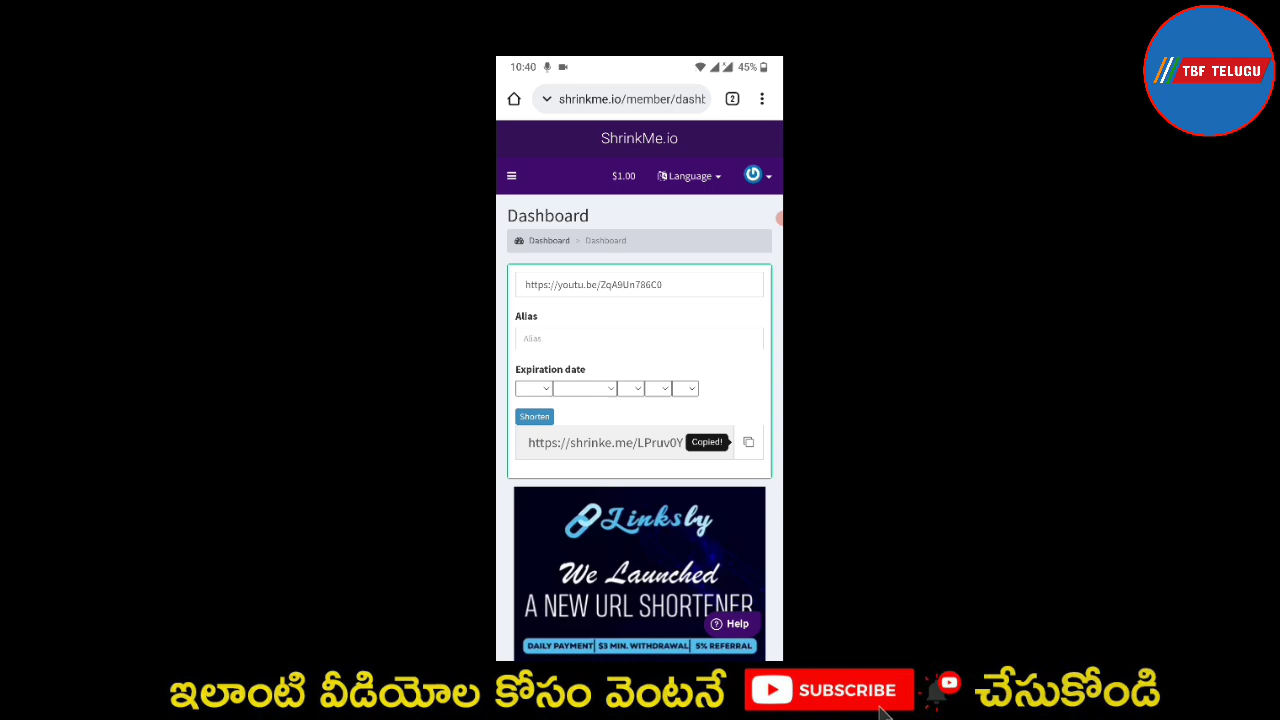 TBF TELUGU
10:40 45%
shrinkme.io/member/dasht 2
ShrinkMe.io
$1.00 Language
Dashboard
Dashboard > Dashboard
https://youtu.be/ZqA9Un786C0
Alias
Alias
Expiration date
Shorten
https://shrinke.me/LPruv0Y Copied!
Linksly
We Launched
A NEW URL SHORTENER
Help
DAILY PAYMENT| $3 MIN. WITHDRAWAL| 5% REFERRAL
ఇలాంటి వీడియోల కోసం వెంటనే SUBSCRIBE చేసుకోండి